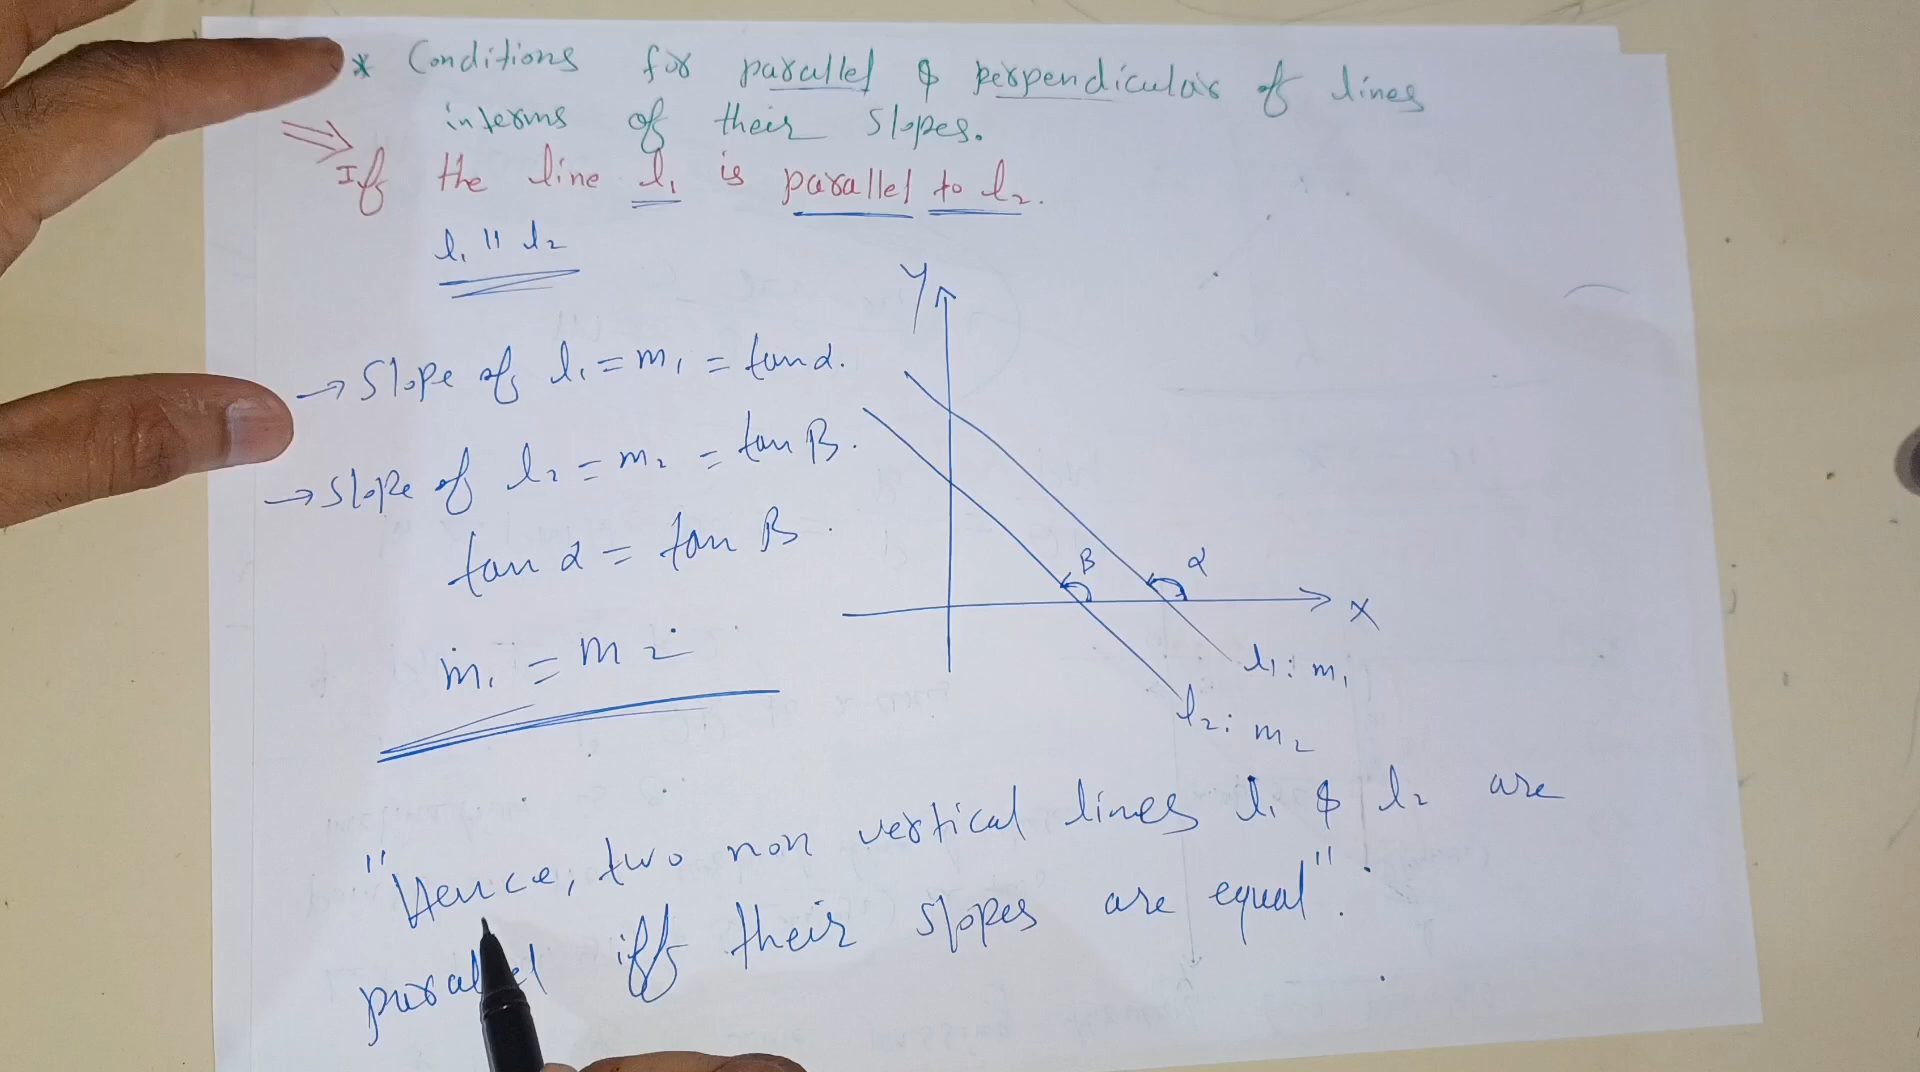 * Conditions for parallel & perpendicular of lines
interms of their slopes.
If the line l₁ is parallel to l₂.
l₁ || l₂
→ Slope of l₁ = m₁ = tan α.
→ Slope of l₂ = m₂ = tan β.
tan α = tan β.
m₁ = m₂
Y
β
α
X
l₁: m₁
l₂: m₂
"Hence, two non vertical lines l₁ & l₂ are
parallel iff their slopes are equal".